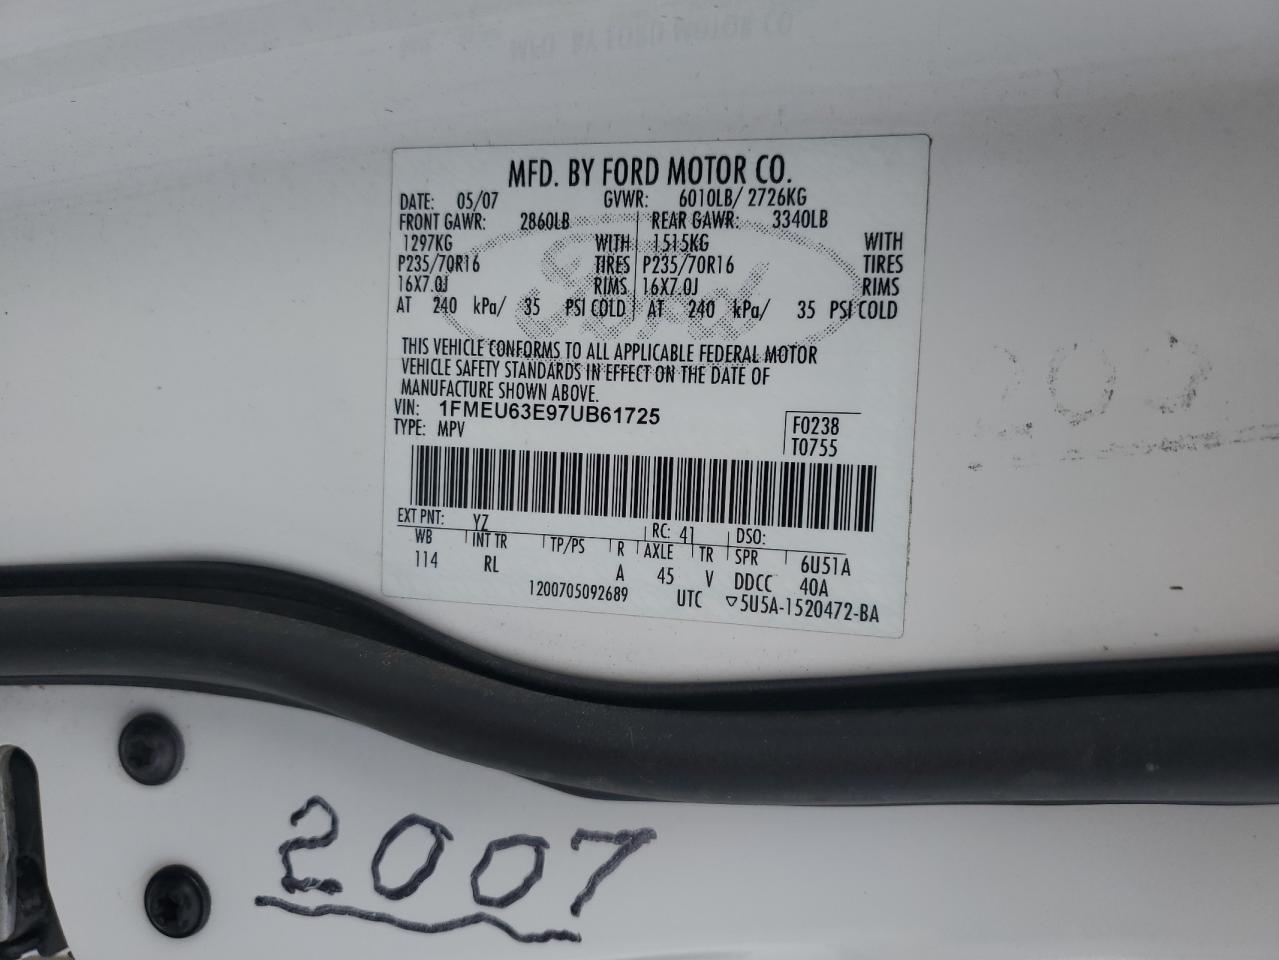 MFD. BY FORD MOTOR CO.
DATE: 05/07 GVWR: 6010LB/ 2726KG
FRONT GAWR: 2860LB REAR GAWR: 3340LB
1297KG WITH 1515KG WITH
P235/70R16 TIRES P235/70R16 TIRES
16X7.0J RIMS 16X7.0J RIMS
AT 240 kPa/ 35 PSI COLD AT 240 kPa/ 35 PSI COLD
Ford
THIS VEHICLE CONFORMS TO ALL APPLICABLE FEDERAL MOTOR
VEHICLE SAFETY STANDARDS IN EFFECT ON THE DATE OF
MANUFACTURE SHOWN ABOVE.
VIN: 1FMEU63E97UB61725 F0238
TYPE: MPV T0755
EXT PNT: YZ RC: 41 DSO:
WB INT TR TP/PS R AXLE TR SPR 6U51A
114 RL A 45 V DDCC 40A
1200705092689 UTC ▽5U5A-1520472-BA
2007